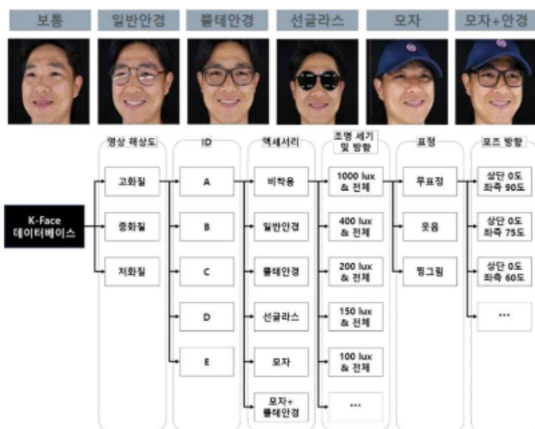 보통
일반안경
뿔테안경
선글라스
모자
모자+안경
영상 해상도
ID
액세서리
조명 세기
및 방향
표정
포즈 방향
K-Face
데이터베이스
고화질
중화질
저화질
A
B
C
D
E
비착용
일반안경
뿔테안경
선글라스
모자
모자+
뿔테안경
1000 lux
& 전체
400 lux
& 전체
200 lux
& 전체
150 lux
& 전체
100 lux
& 전체
...
무표정
웃음
찡그림
상단 0도
좌측 90도
상단 0도
좌측 75도
상단 0도
좌측 60도
...